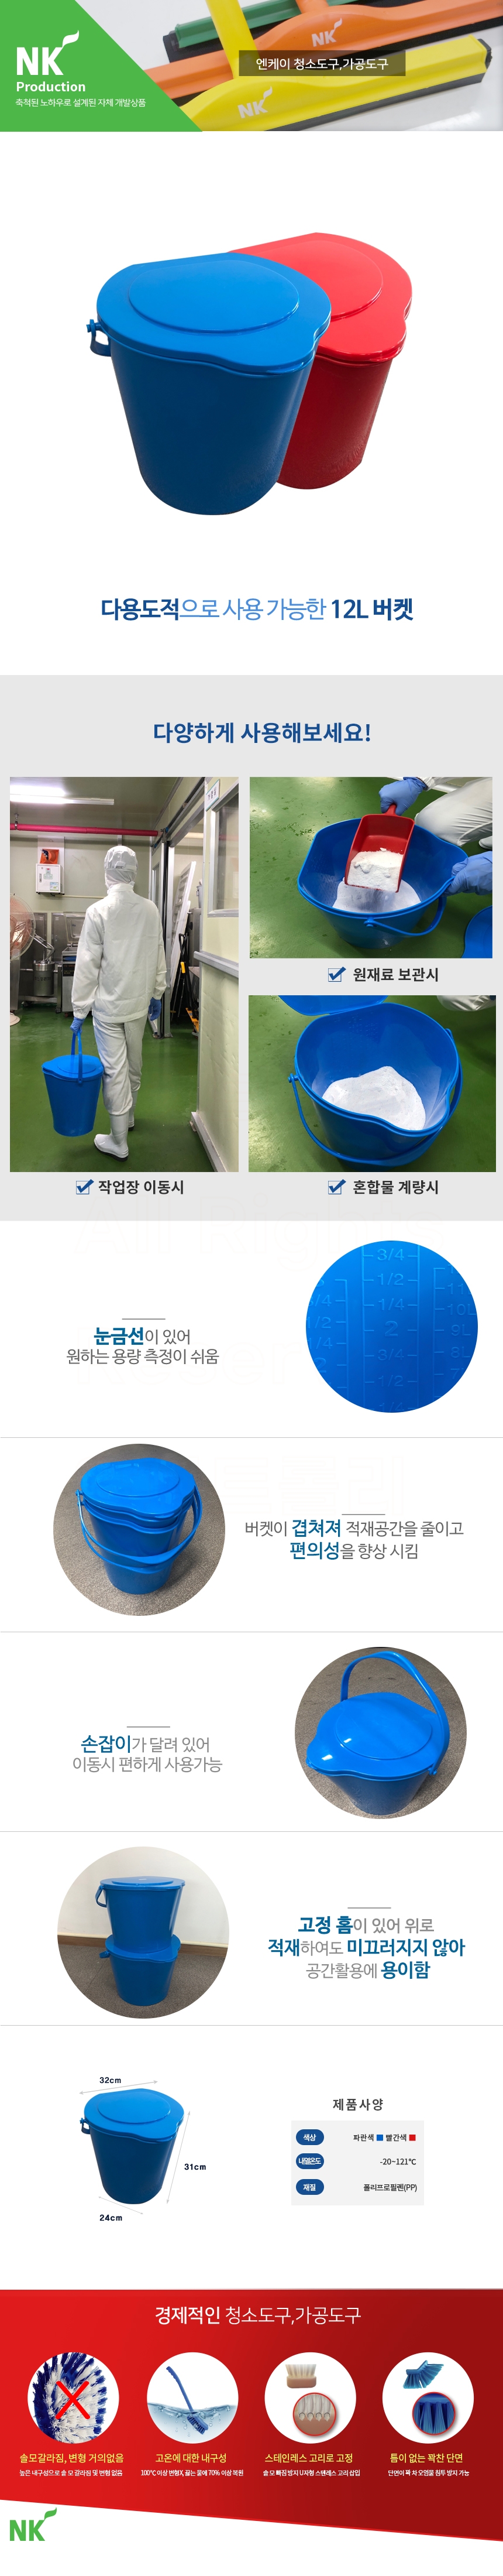 NK
Production
축척된 노하우로 설계된 자체 개발상품
NK
NK
엔케이 청소도구,가공도구
다용도적으로 사용 가능한 12L 버켓
다양하게 사용해보세요!
원재료 보관시
작업장 이동시
혼합물 계량시
눈금선이 있어
원하는 용량 측정이 쉬움
3/4
1/2
1/4
3/4
1/2
1/4
10L
9L
8L
버켓이 겹쳐져 적재공간을 줄이고
편의성을 향상 시킴
손잡이가 달려 있어
이동시 편하게 사용가능
고정 홈이 있어 위로
적재하여도 미끄러지지 않아
공간활용에 용이함
32cm
31cm
24cm
제품사양
색상 파란색 빨간색
내열온도 -20~121℃
재질 폴리프로필렌(PP)
경제적인 청소도구,가공도구
솔모갈라짐, 변형 거의없음
높은 내구성으로 솔 모 갈라짐 및 변형 없음
고온에 대한 내구성
100℃ 이상 변형X, 끓는 물에 70% 이상 복원
스테인레스 고리로 고정
솔 모 빠짐 방지 U자형 스텐레스 고리 삽입
틈이 없는 꽉찬 단면
단면이 꽉 차 오염물 침투 방지 가능
NK